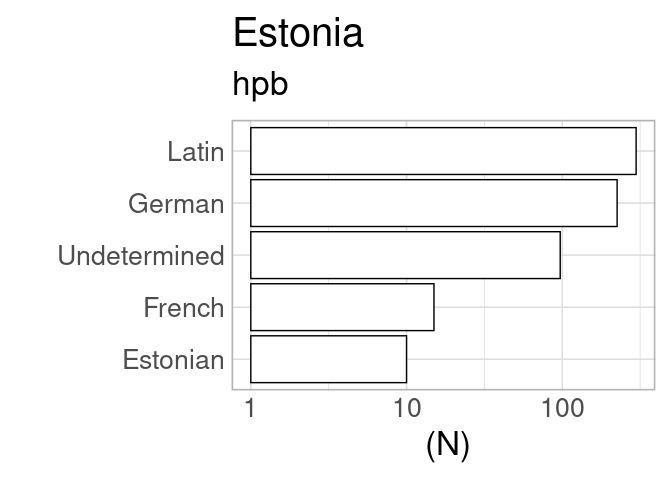 Estonia
hpb
Latin
German
Undetermined
French
Estonian
1 10 100
(N)